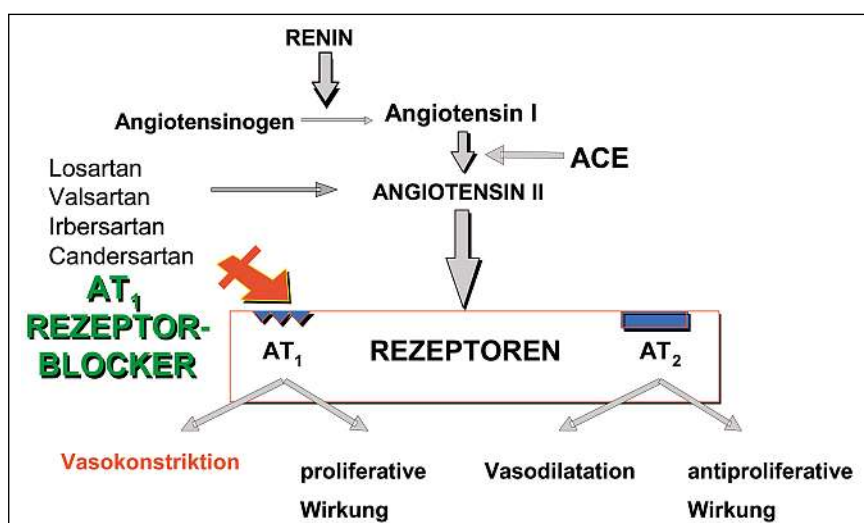 RENIN
Angiotensinogen
Angiotensin I
ACE
ANGIOTENSIN II
Losartan
Valsartan
Irbersartan
Candersartan
AT1
REZEPTOR-
BLOCKER
AT1
REZEPTOREN
AT2
Vasokonstriktion
proliferative
Wirkung
Vasodilatation
antiproliferative
Wirkung